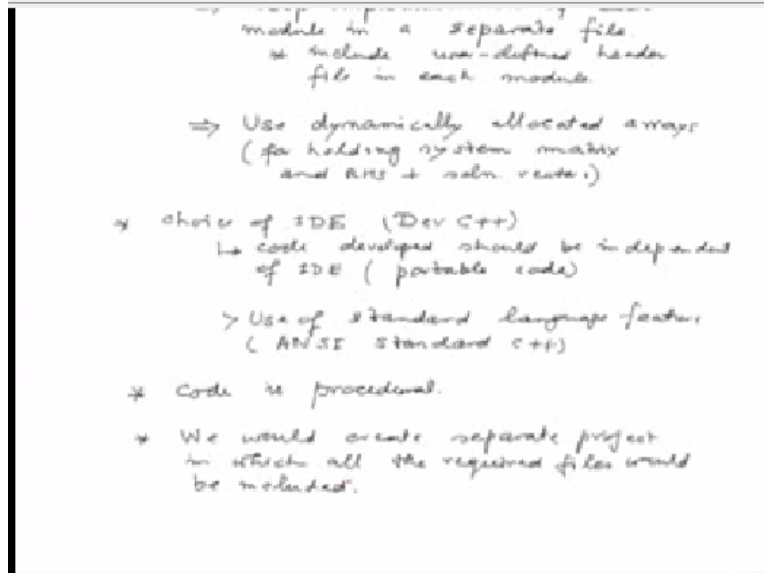 module in a separate file.
* include user-defined header
file in each module.
⇒ Use dynamically allocated arrays
(for holding system matrix
and RHS + soln. vector)
* Choice of IDE (Dev C++)
↳ code developed should be independent
of IDE (portable code)
> Use of standard language feature.
(ANSI Standard C++)
* Code is procedural.
* We would create separate project
in which all the required files would
be included.